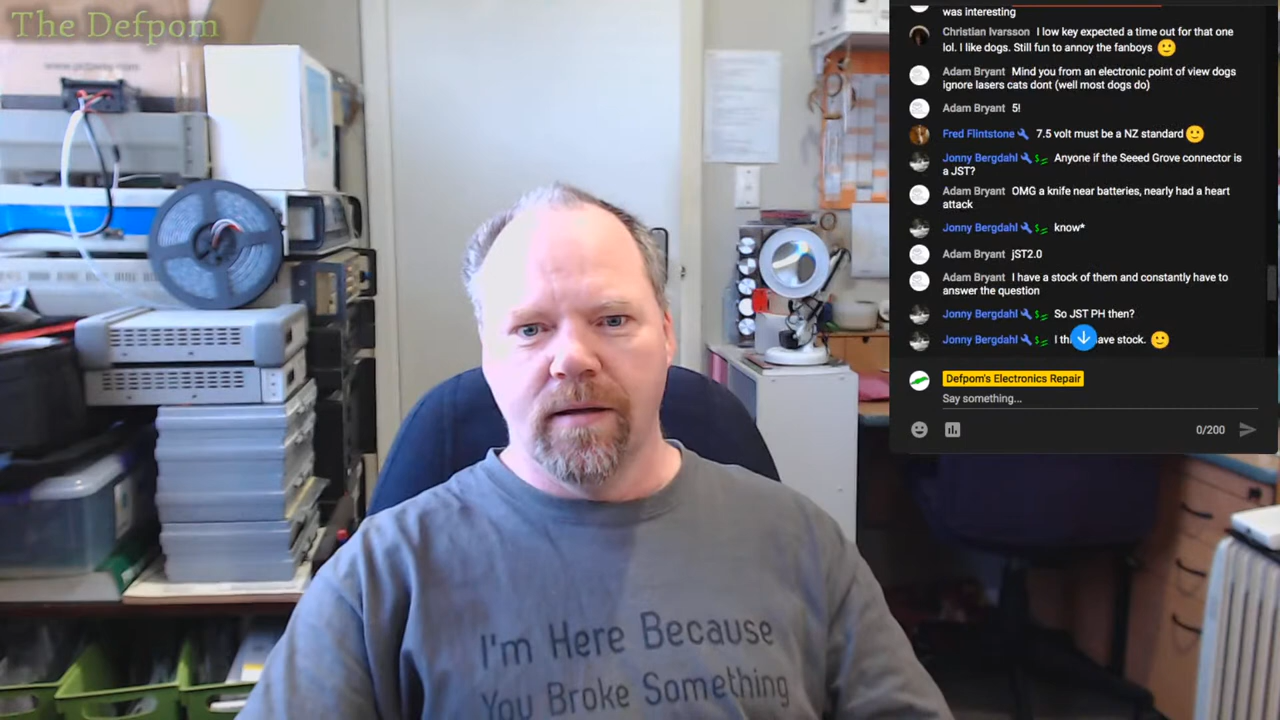 The Defpom
was interesting
Christian Ivarsson I low key expected a time out for that one
lol. I like dogs. Still fun to annoy the fanboys
Adam Bryant Mind you from an electronic point of view dogs
ignore lasers cats dont (well most dogs do)
Adam Bryant 5!
Fred Flintstone 7.5 volt must be a NZ standard
Jonny Bergdahl Anyone if the Seeed Grove connector is
a JST?
Adam Bryant OMG a knife near batteries, nearly had a heart
attack
Jonny Bergdahl know*
Adam Bryant jST2.0
Adam Bryant I have a stock of them and constantly have to
answer the question
Jonny Bergdahl So JST PH then?
Jonny Bergdahl I ave stock.
Defpom's Electronics Repair
Say something...
0/200
I'm Here Because
You Broke Something